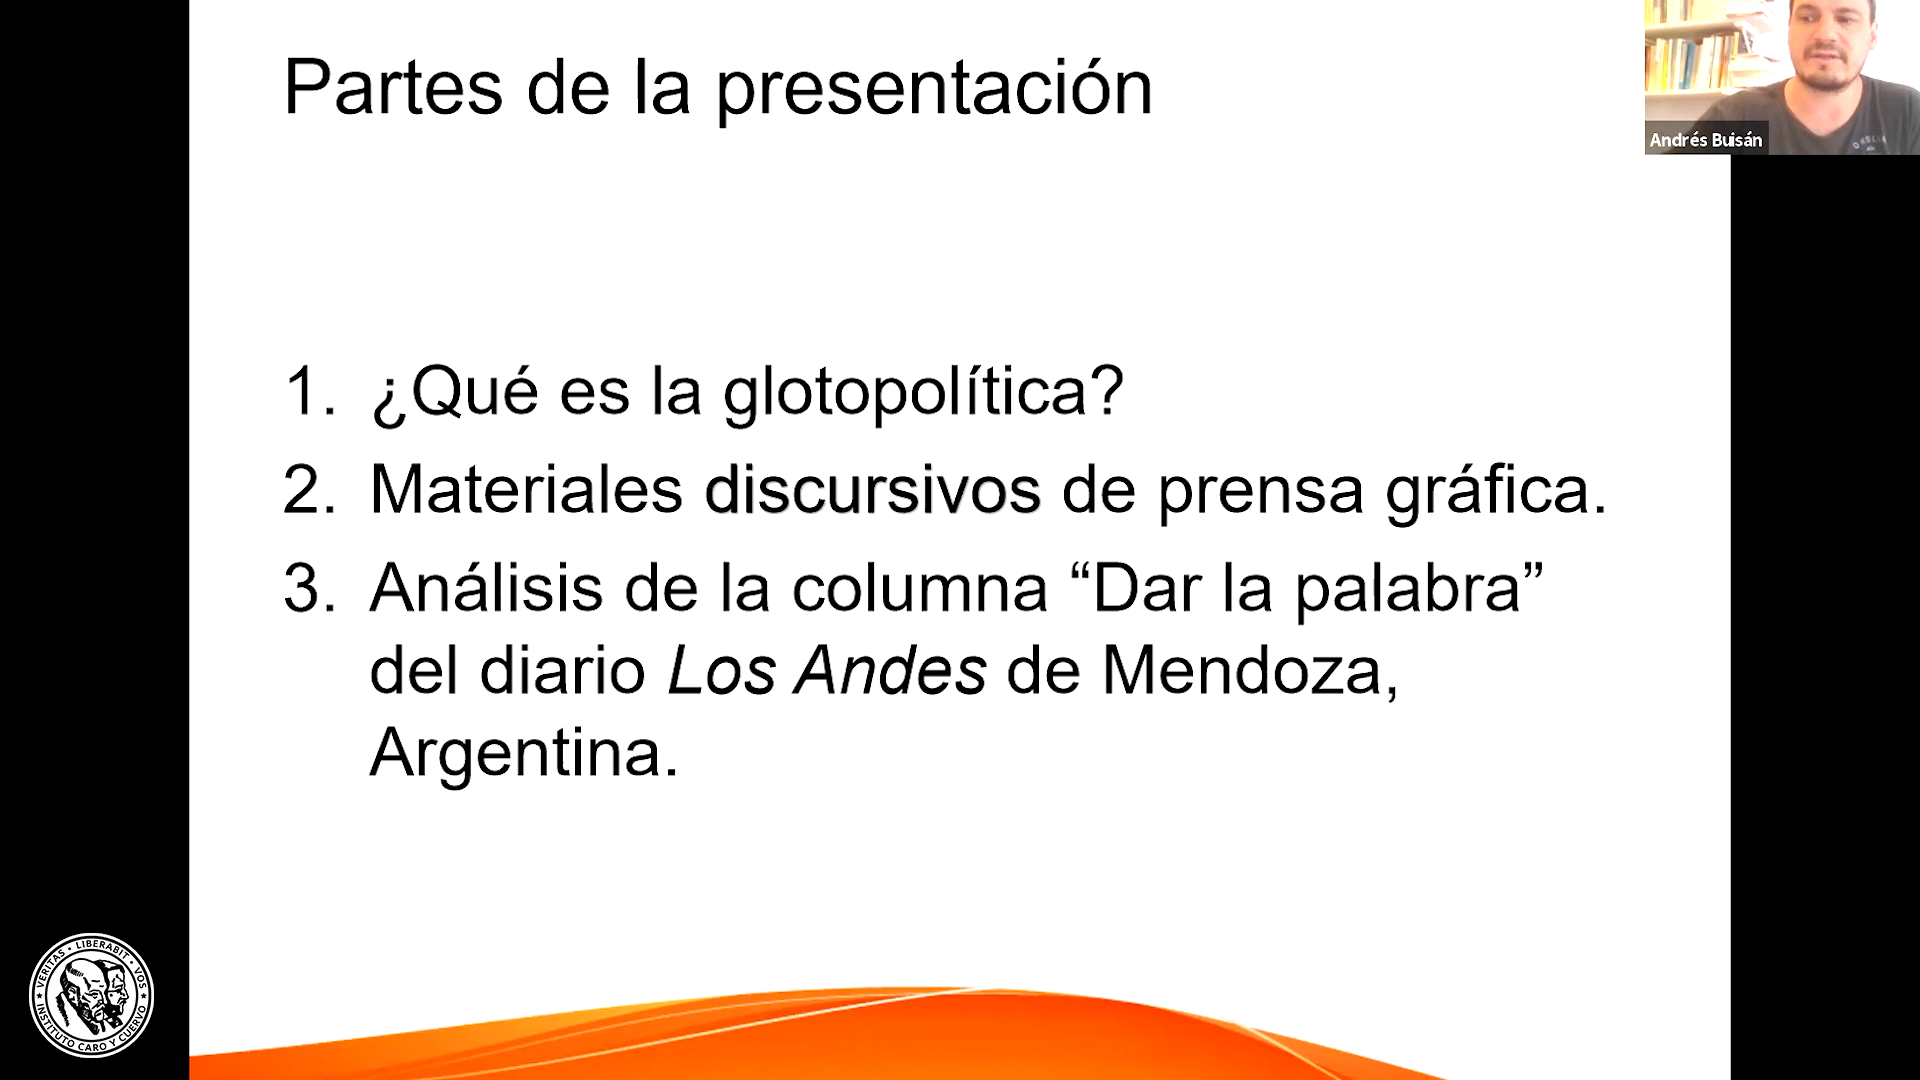 Partes de la presentación
Andrés Buisán
1. ¿Qué es la glotopolítica?
2. Materiales discursivos de prensa gráfica.
3. Análisis de la columna “Dar la palabra”
del diario Los Andes de Mendoza,
Argentina.
VERITAS • LIBERABIT • VOS
INSTITUTO CARO Y CUERVO